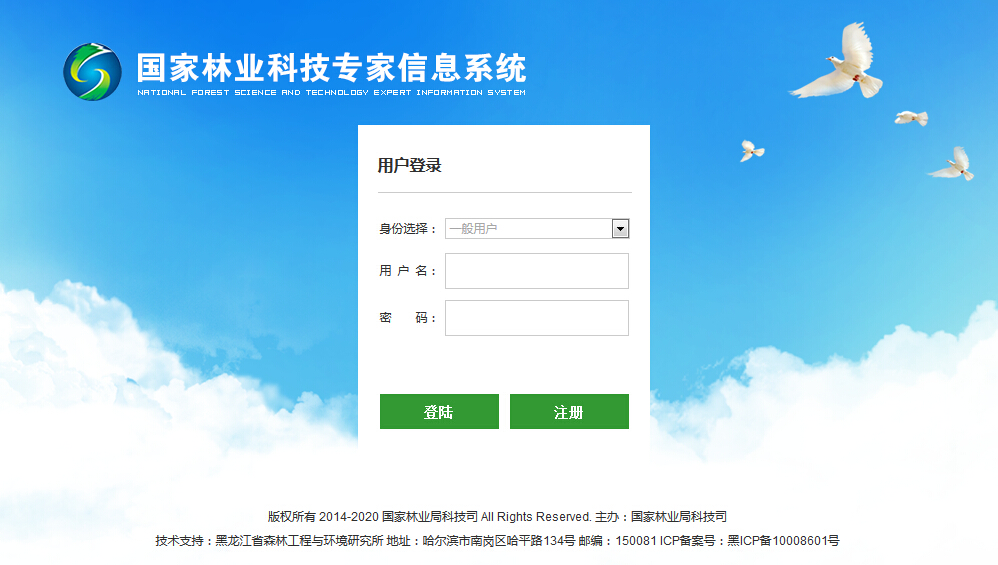 国家林业科技专家信息系统
NATIONAL FOREST SCIENCE AND TECHNOLOGY EXPERT INFORMATION SYSTEM
用户登录
身份选择： 一般用户
用 户 名：
密 码：
登陆 注册
版权所有 2014-2020 国家林业局科技司 All Rights Reserved. 主办：国家林业局科技司
技术支持：黑龙江省森林工程与环境研究所 地址：哈尔滨市南岗区哈平路134号 邮编：150081 ICP备案号：黑ICP备10008601号